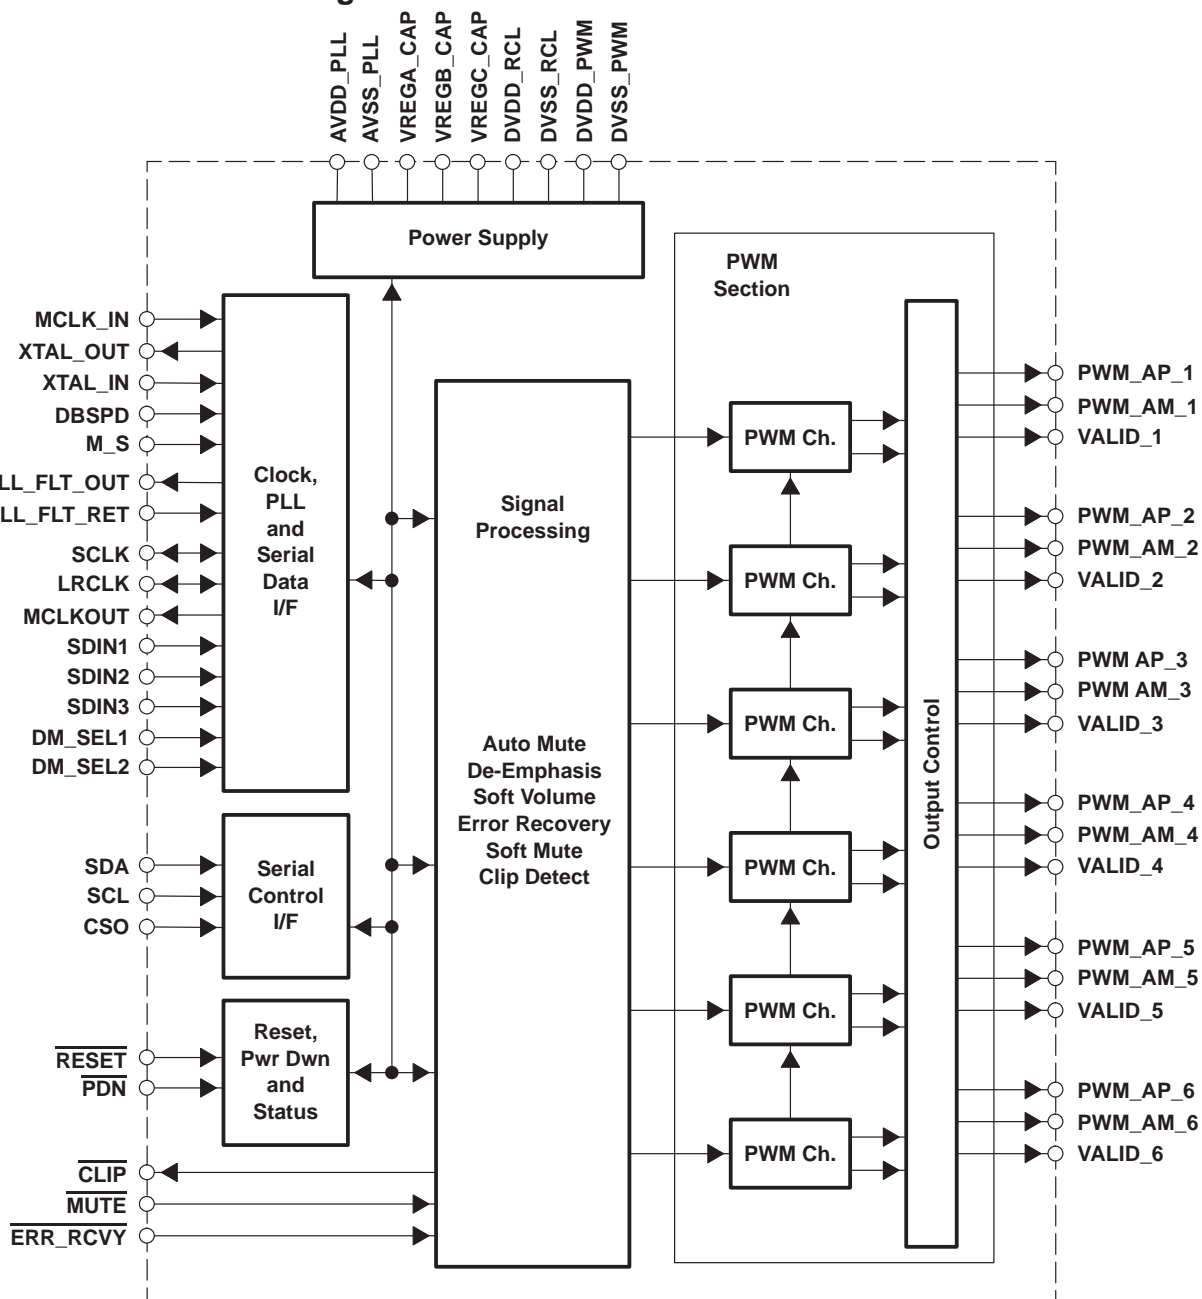 AVDD_PLL
AVSS_PLL
VREGA_CAP
VREGB_CAP
VREGC_CAP
DVDD_RCL
DVSS_RCL
DVDD_PWM
DVSS_PWM
Power Supply
PWM
Section
MCLK_IN
XTAL_OUT
XTAL_IN
DBSPD
M_S
LL_FLT_OUT
LL_FLT_RET
SCLK
LRCLK
MCLKOUT
SDIN1
SDIN2
SDIN3
DM_SEL1
DM_SEL2
Clock,
PLL
and
Serial
Data
I/F
SDA
SCL
CSO
Serial
Control
I/F
RESET
PDN
Reset,
Pwr Dwn
and
Status
CLIP
MUTE
ERR_RCVY
Signal
Processing
Auto Mute
De-Emphasis
Soft Volume
Error Recovery
Soft Mute
Clip Detect
PWM Ch.
PWM Ch.
PWM Ch.
PWM Ch.
PWM Ch.
PWM Ch.
Output Control
PWM_AP_1
PWM_AM_1
VALID_1
PWM_AP_2
PWM_AM_2
VALID_2
PWM AP_3
PWM AM_3
VALID_3
PWM_AP_4
PWM_AM_4
VALID_4
PWM_AP_5
PWM_AM_5
VALID_5
PWM_AP_6
PWM_AM_6
VALID_6